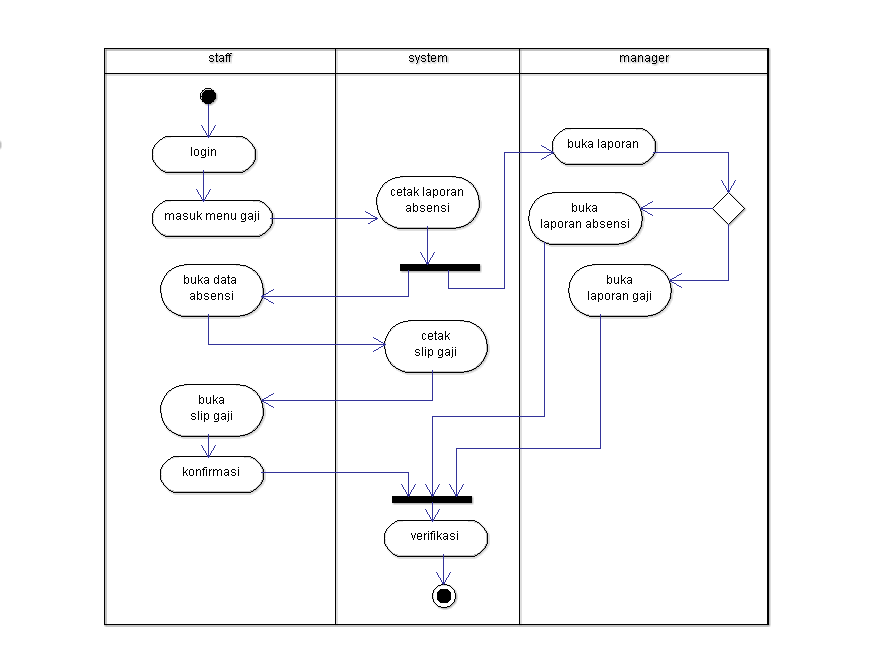 staff
system
manager
login
masuk menu gaji
cetak laporan
absensi
buka laporan
buka
laporan absensi
buka data
absensi
buka
laporan gaji
cetak
slip gaji
buka
slip gaji
konfirmasi
verifikasi